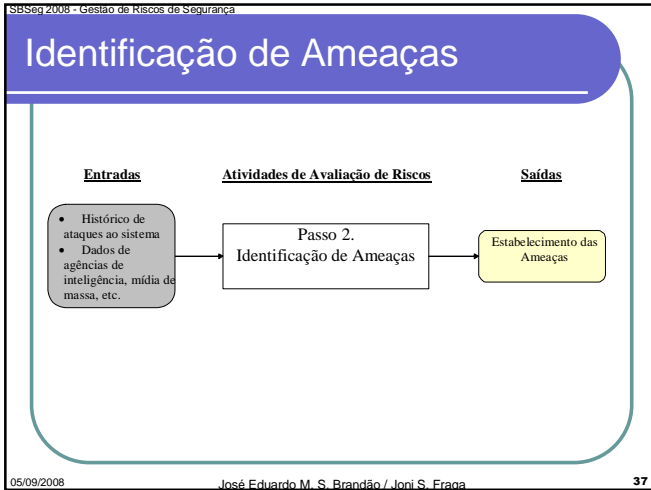 SBSeg 2008 - Gestão de Riscos de Segurança
Identificação de Ameaças
Entradas
Atividades de Avaliação de Riscos
Saídas
• Histórico de
ataques ao sistema
• Dados de
agências de
inteligência, mídia de
massa, etc.
Passo 2.
Identificação de Ameaças
Estabelecimento das
Ameaças
05/09/2008
José Eduardo M. S. Brandão / Joni S. Fraga
37